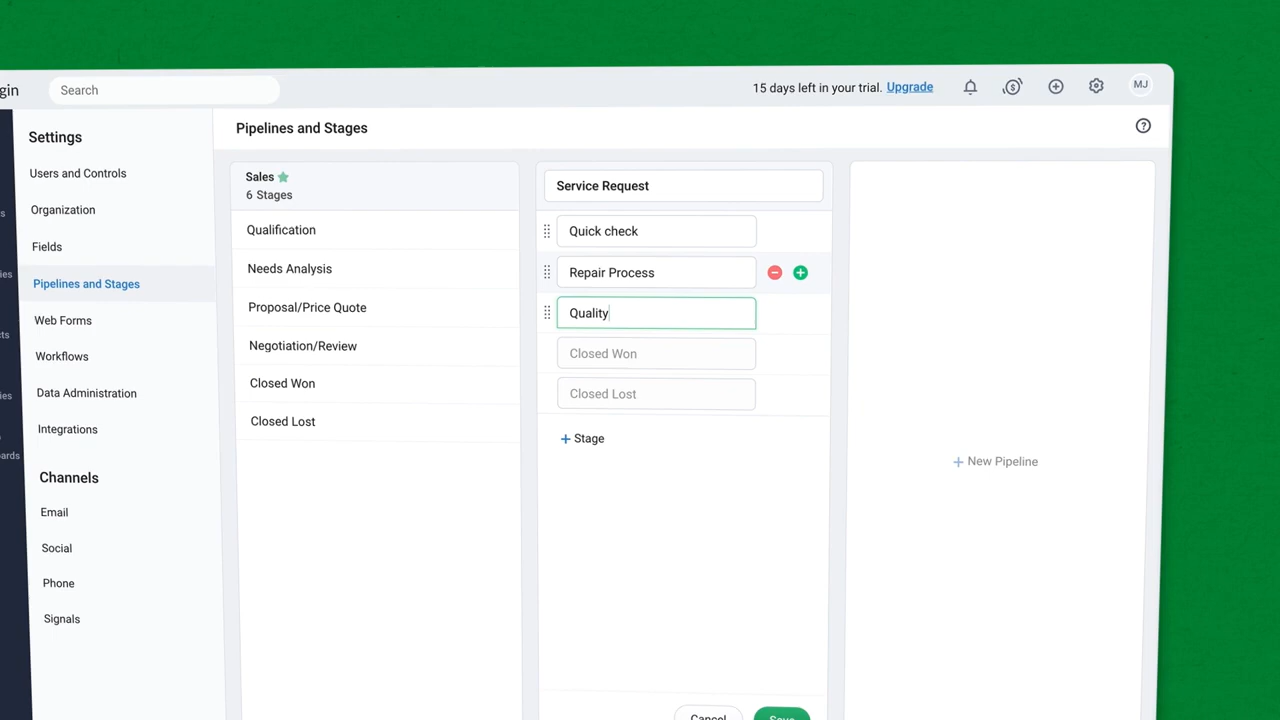 gin
Search
15 days left in your trial. Upgrade
MJ
Settings
Users and Controls
Organization
Fields
Pipelines and Stages
Web Forms
Workflows
Data Administration
Integrations
Channels
Email
Social
Phone
Signals
Pipelines and Stages
Sales
6 Stages
Qualification
Needs Analysis
Proposal/Price Quote
Negotiation/Review
Closed Won
Closed Lost
Service Request
Quick check
Repair Process
Quality
Closed Won
Closed Lost
+ Stage
Cancel
Save
+ New Pipeline